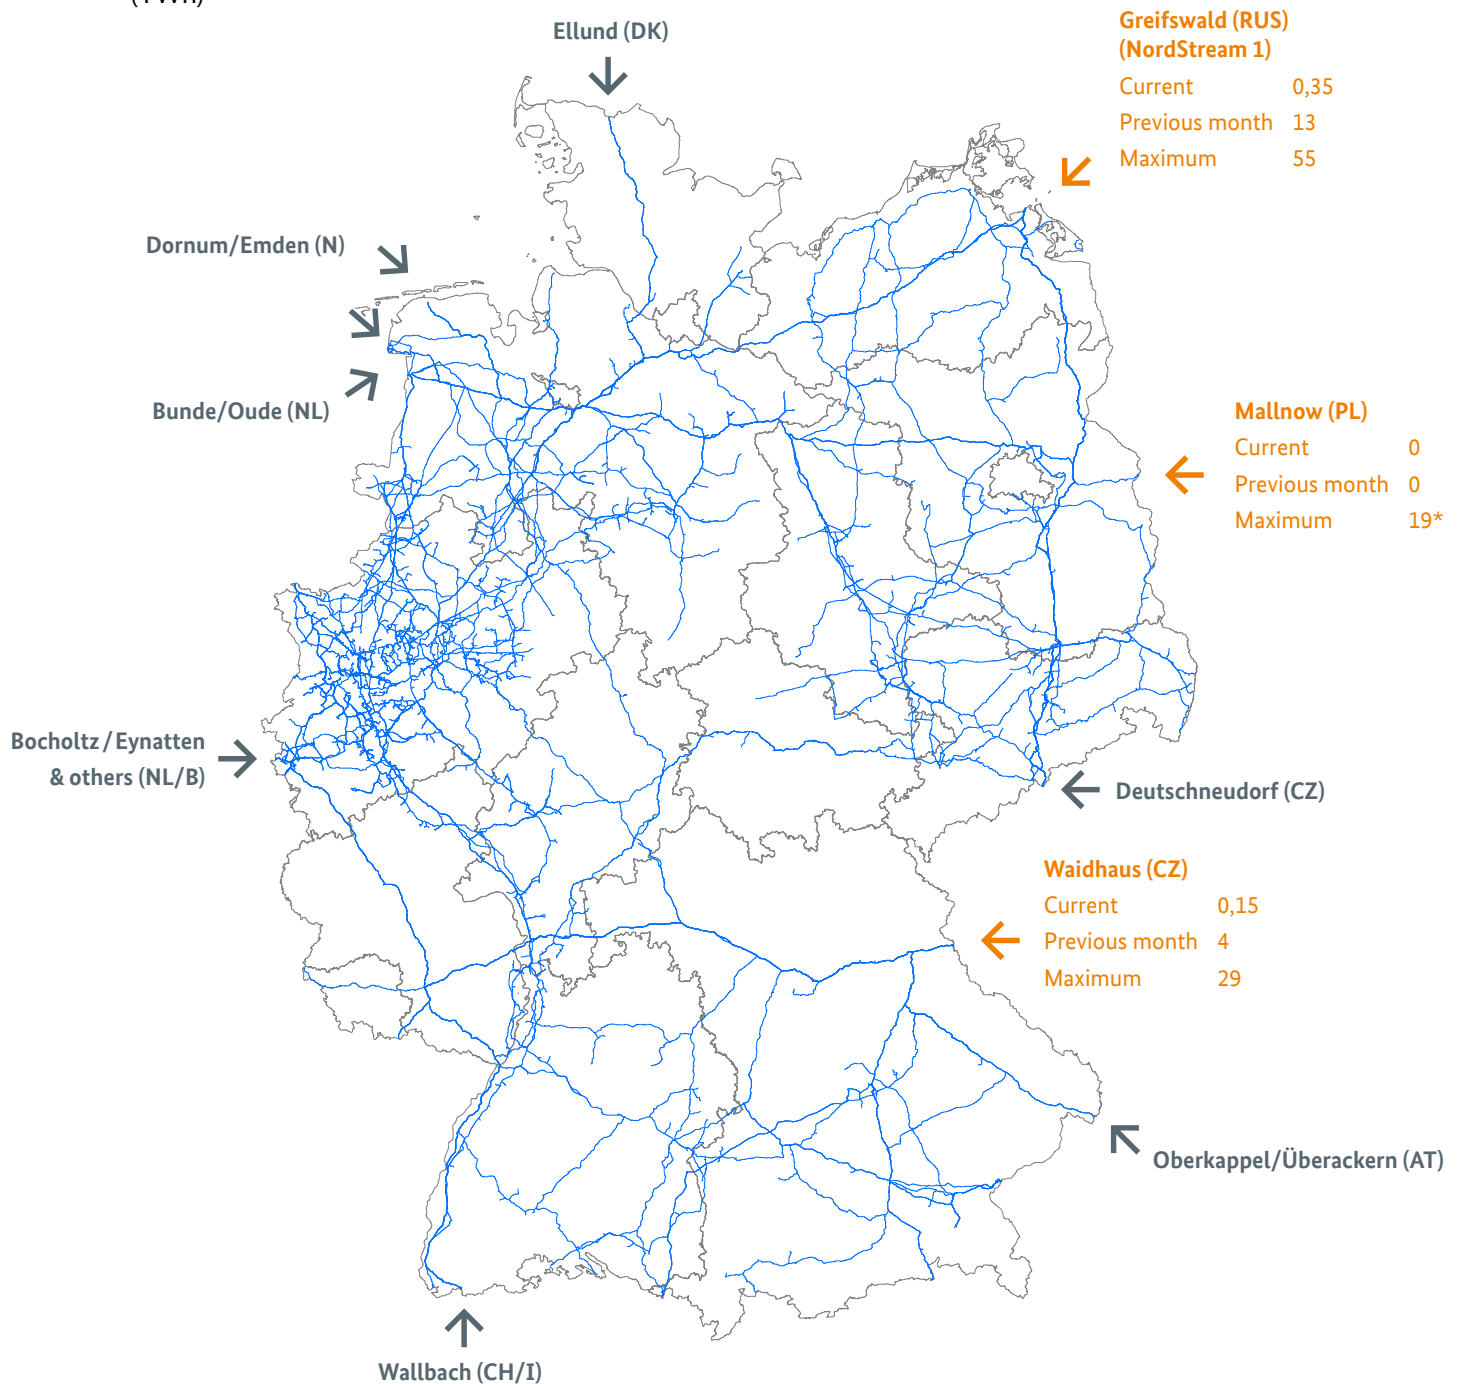 (TWh)
Ellund (DK)
Greifswald (RUS)
(NordStream 1)
Current 0,35
Previous month 13
Maximum 55
Dornum/Emden (N)
Bunde/Oude (NL)
Mallnow (PL)
Current 0
Previous month 0
Maximum 19*
Bocholtz / Eynatten
& others (NL/B)
Deutschneudorf (CZ)
Waidhaus (CZ)
Current 0,15
Previous month 4
Maximum 29
Oberkappel/Überackern (AT)
Wallbach (CH/I)